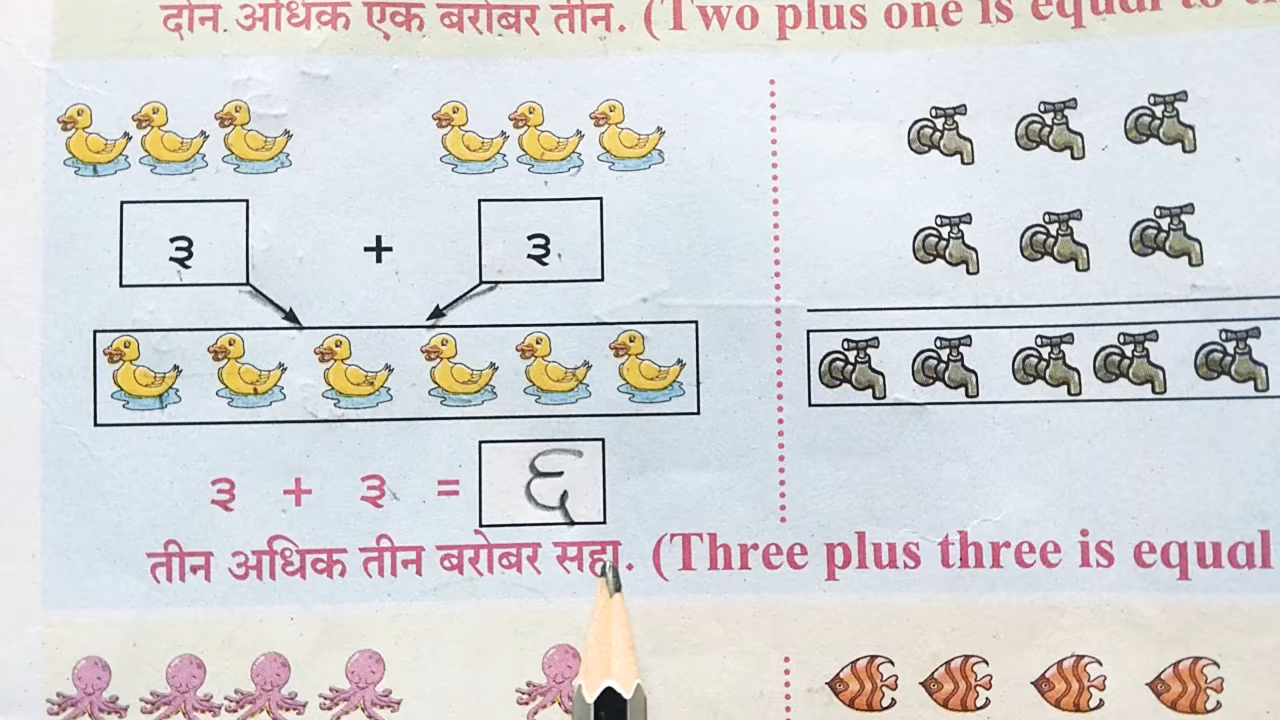 दोन अधिक एक बरोबर तीन. (Two plus one is equal to
३ + ३
३ + ३ = ६
तीन अधिक तीन बरोबर सहा. (Three plus three is equal